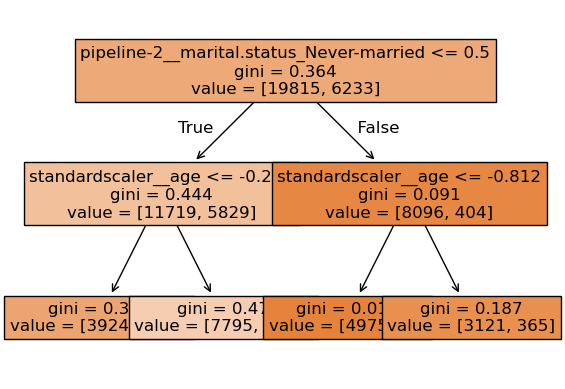 pipeline-2__marital.status_Never-married <= 0.5
gini = 0.364
value = [19815, 6233]
True
False
standardscaler__age <= -0.2
gini = 0.444
value = [11719, 5829]
standardscaler__age <= -0.812
gini = 0.091
value = [8096, 404]
gini = 0.3
value = [3924
gini = 0.47
value = [7795,
gini = 0.01
value = [4975
gini = 0.187
value = [3121, 365]